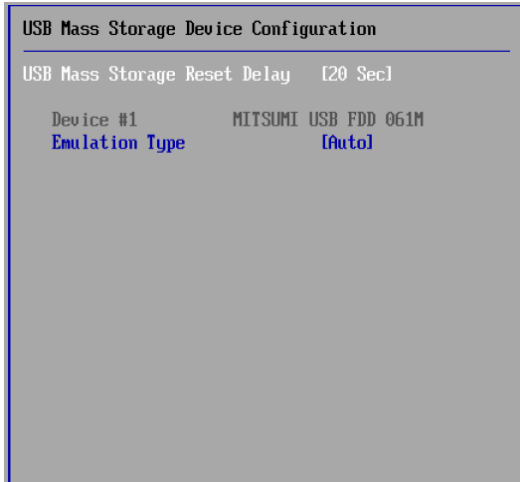 USB Mass Storage Device Configuration
USB Mass Storage Reset Delay [20 Sec]
Device #1 MITSUMI USB FDD 061M
Emulation Type [Auto]